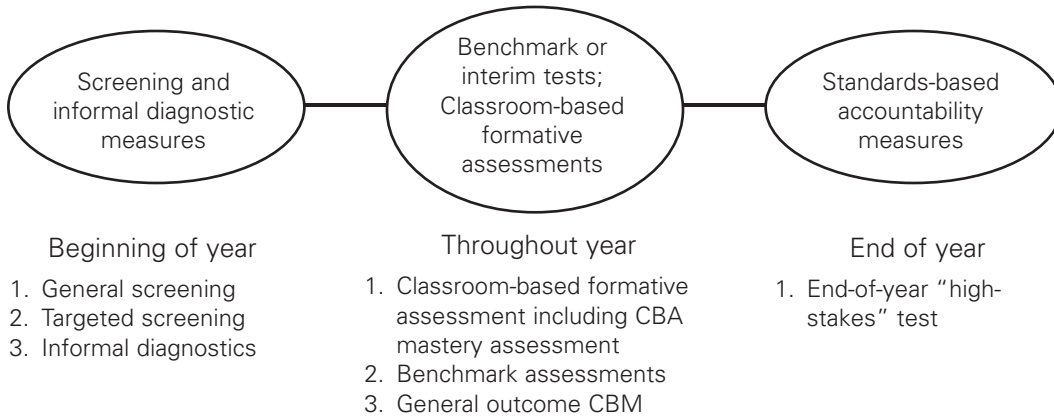 Screening and
informal diagnostic
measures
Benchmark or
interim tests;
Classroom-based
formative
assessments
Standards-based
accountability
measures
Beginning of year
1. General screening
2. Targeted screening
3. Informal diagnostics
Throughout year
1. Classroom-based formative
assessment including CBA
mastery assessment
2. Benchmark assessments
3. General outcome CBM
End of year
1. End-of-year “high-
stakes” test